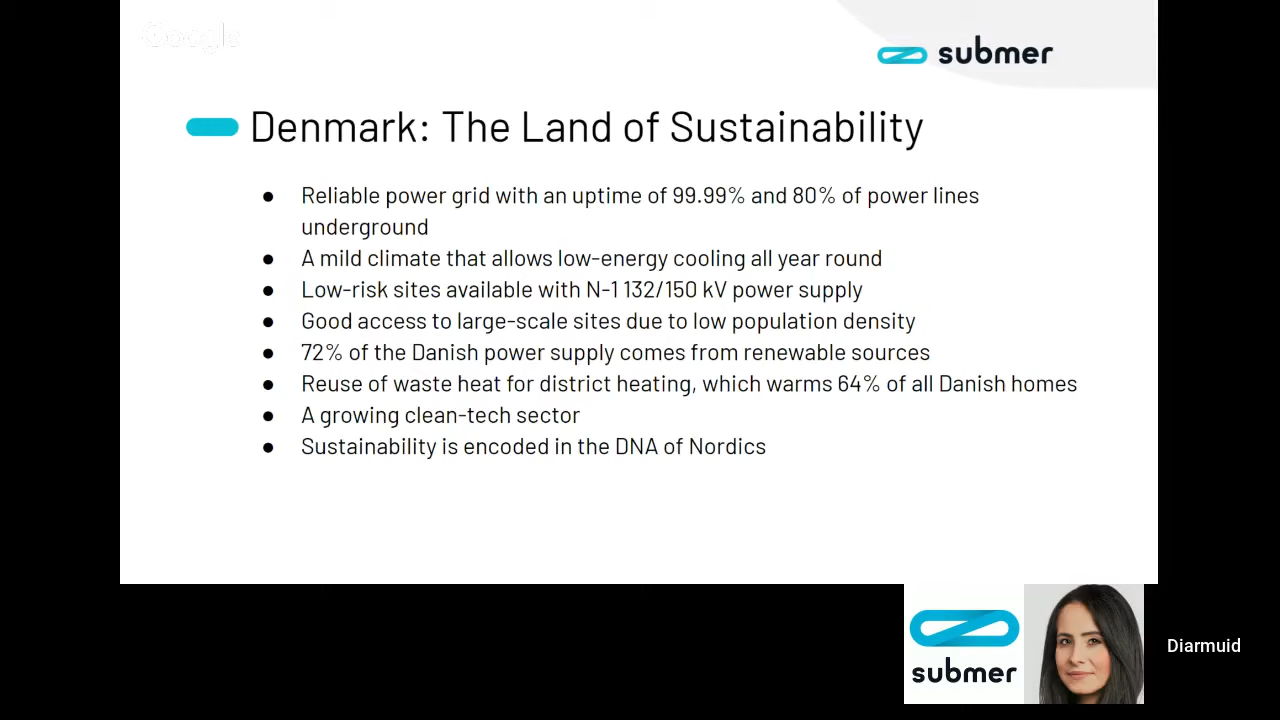 Google
submer
Denmark: The Land of Sustainability
● Reliable power grid with an uptime of 99.99% and 80% of power lines
underground
● A mild climate that allows low-energy cooling all year round
● Low-risk sites available with N-1 132/150 kV power supply
● Good access to large-scale sites due to low population density
● 72% of the Danish power supply comes from renewable sources
● Reuse of waste heat for district heating, which warms 64% of all Danish homes
● A growing clean-tech sector
● Sustainability is encoded in the DNA of Nordics
submer
Diarmuid